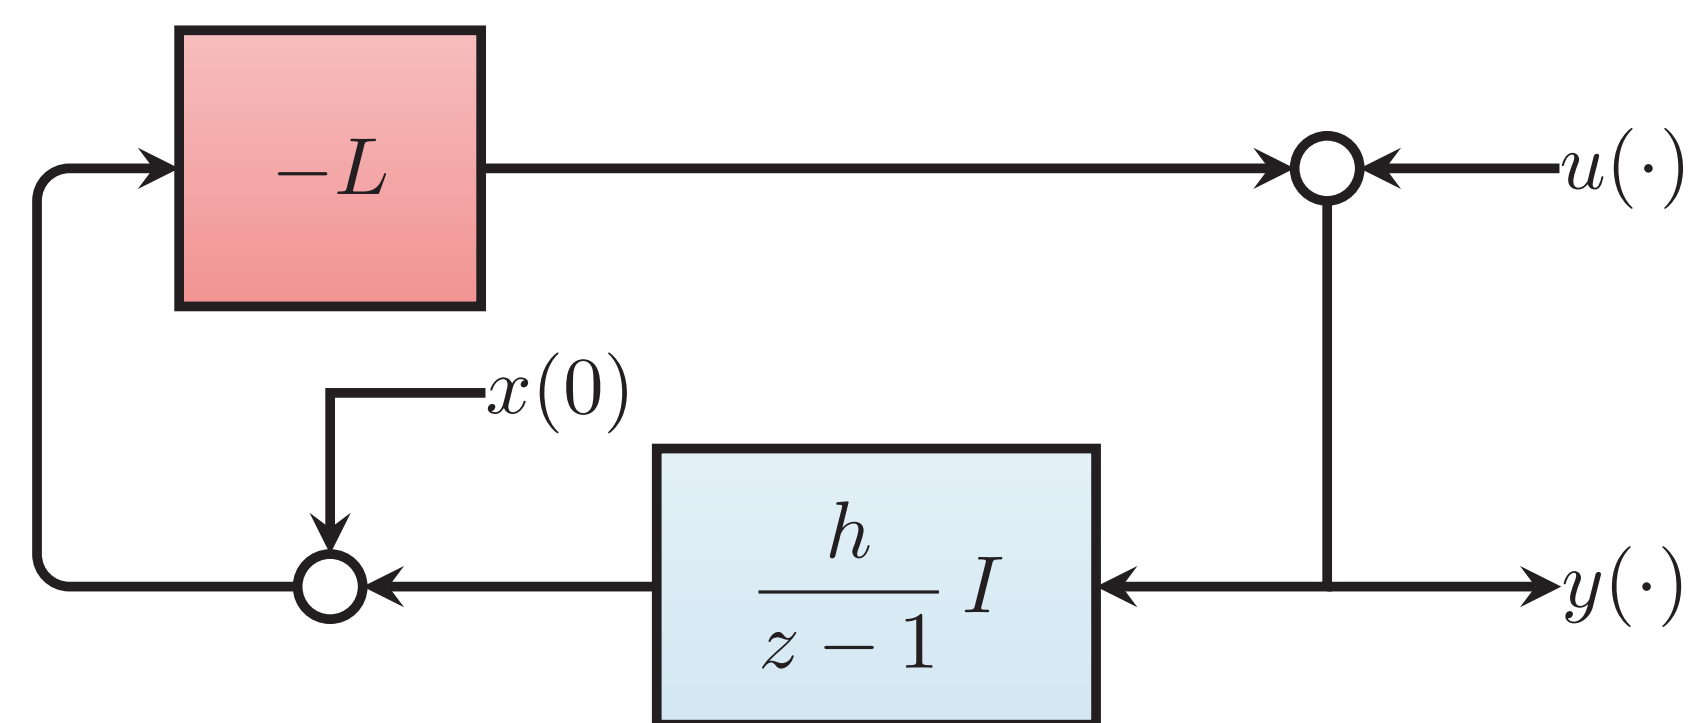 −L
u(·)
x(0)
h
z − 1
I
y(·)